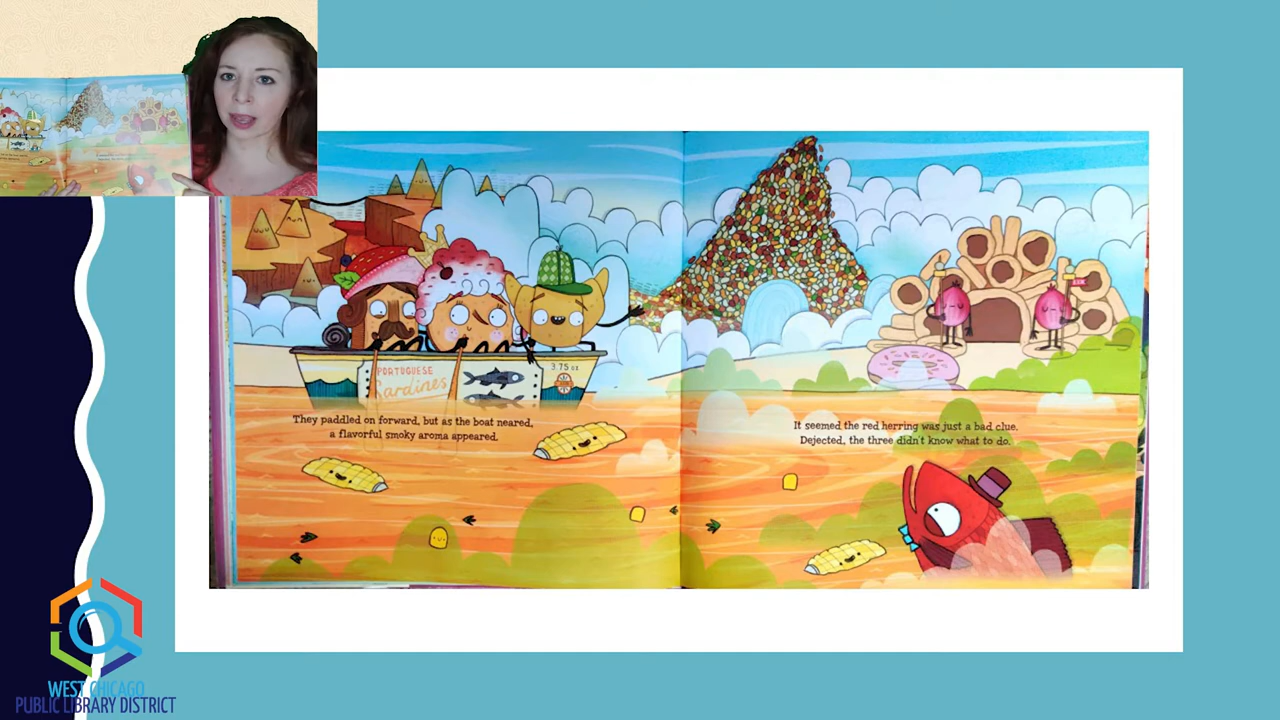 PORTUGUESE
Sardines
3.75 oz
They paddled on forward, but as the boat neared,
a flavorful smoky aroma appeared.
It seemed the red herring was just a bad clue.
Dejected, the three didn't know what to do.
WEST CHICAGO
PUBLIC LIBRARY DISTRICT